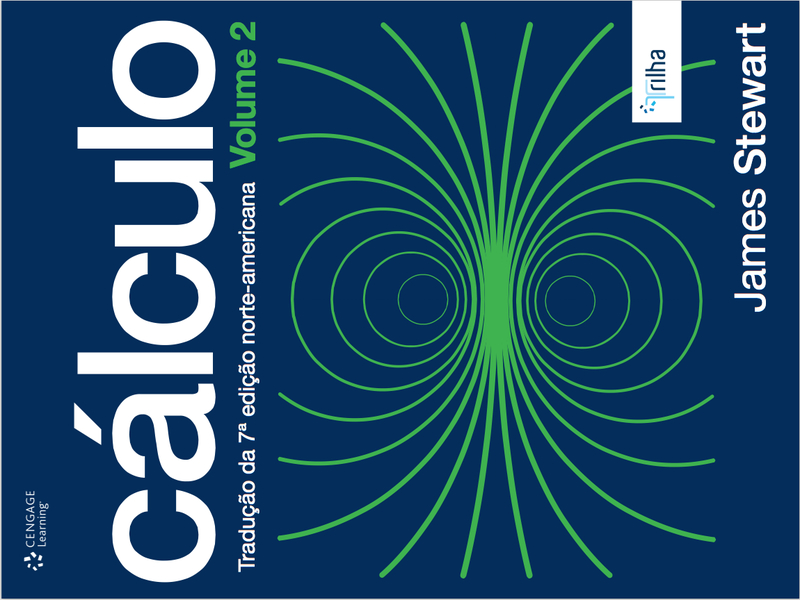 CENGAGE
Learning
cálculo
Volume 2
Tradução da 7ª edição norte-americana
Trilha
James Stewart